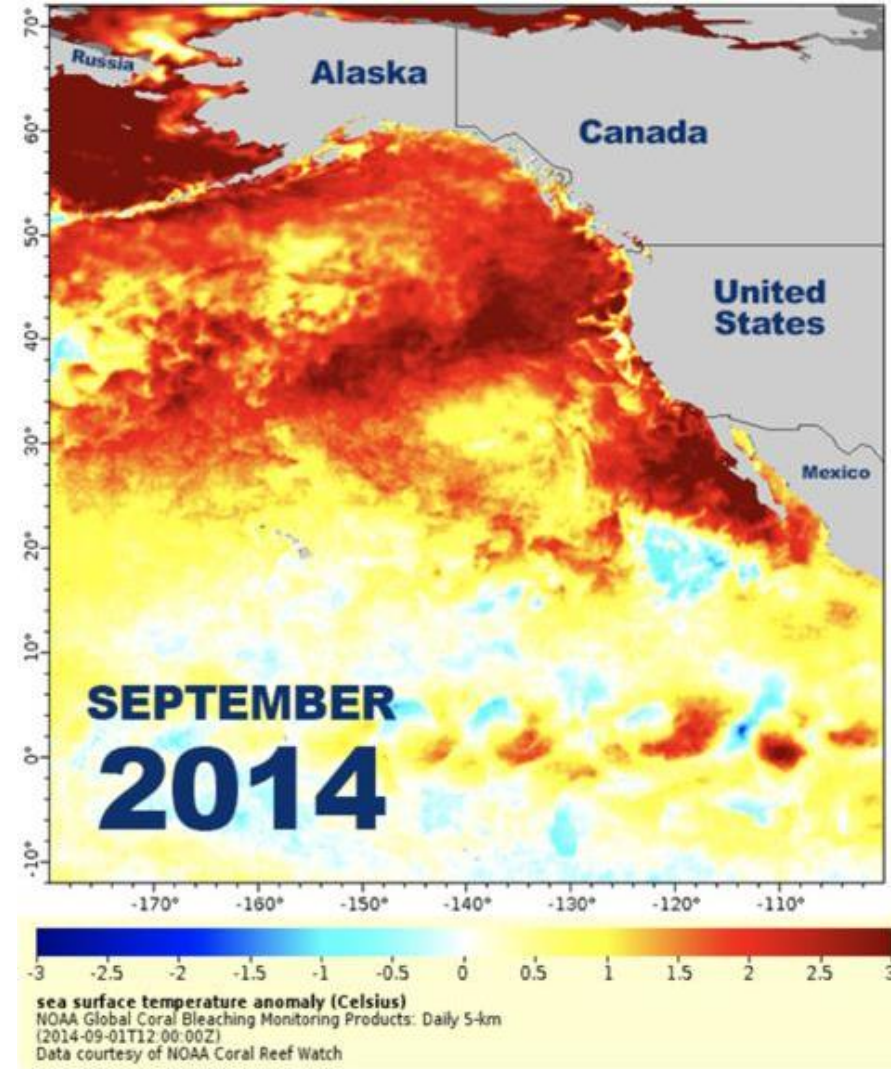 70°
Russia
Alaska
Canada
60°
50°
United
States
40°
Mexico
30°
20°
10°
SEPTEMBER
2014
0°
-10°
-170° -160° -150° -140° -130° -120° -110°
-3 -2.5 -2 -1.5 -1 -0.5 0 0.5 1 1.5 2 2.5 3
sea surface temperature anomaly (Celsius)
NOAA Global Coral Bleaching Monitoring Products: Daily 5-km
(2014-09-01T12:00:00Z)
Data courtesy of NOAA Coral Reef Watch